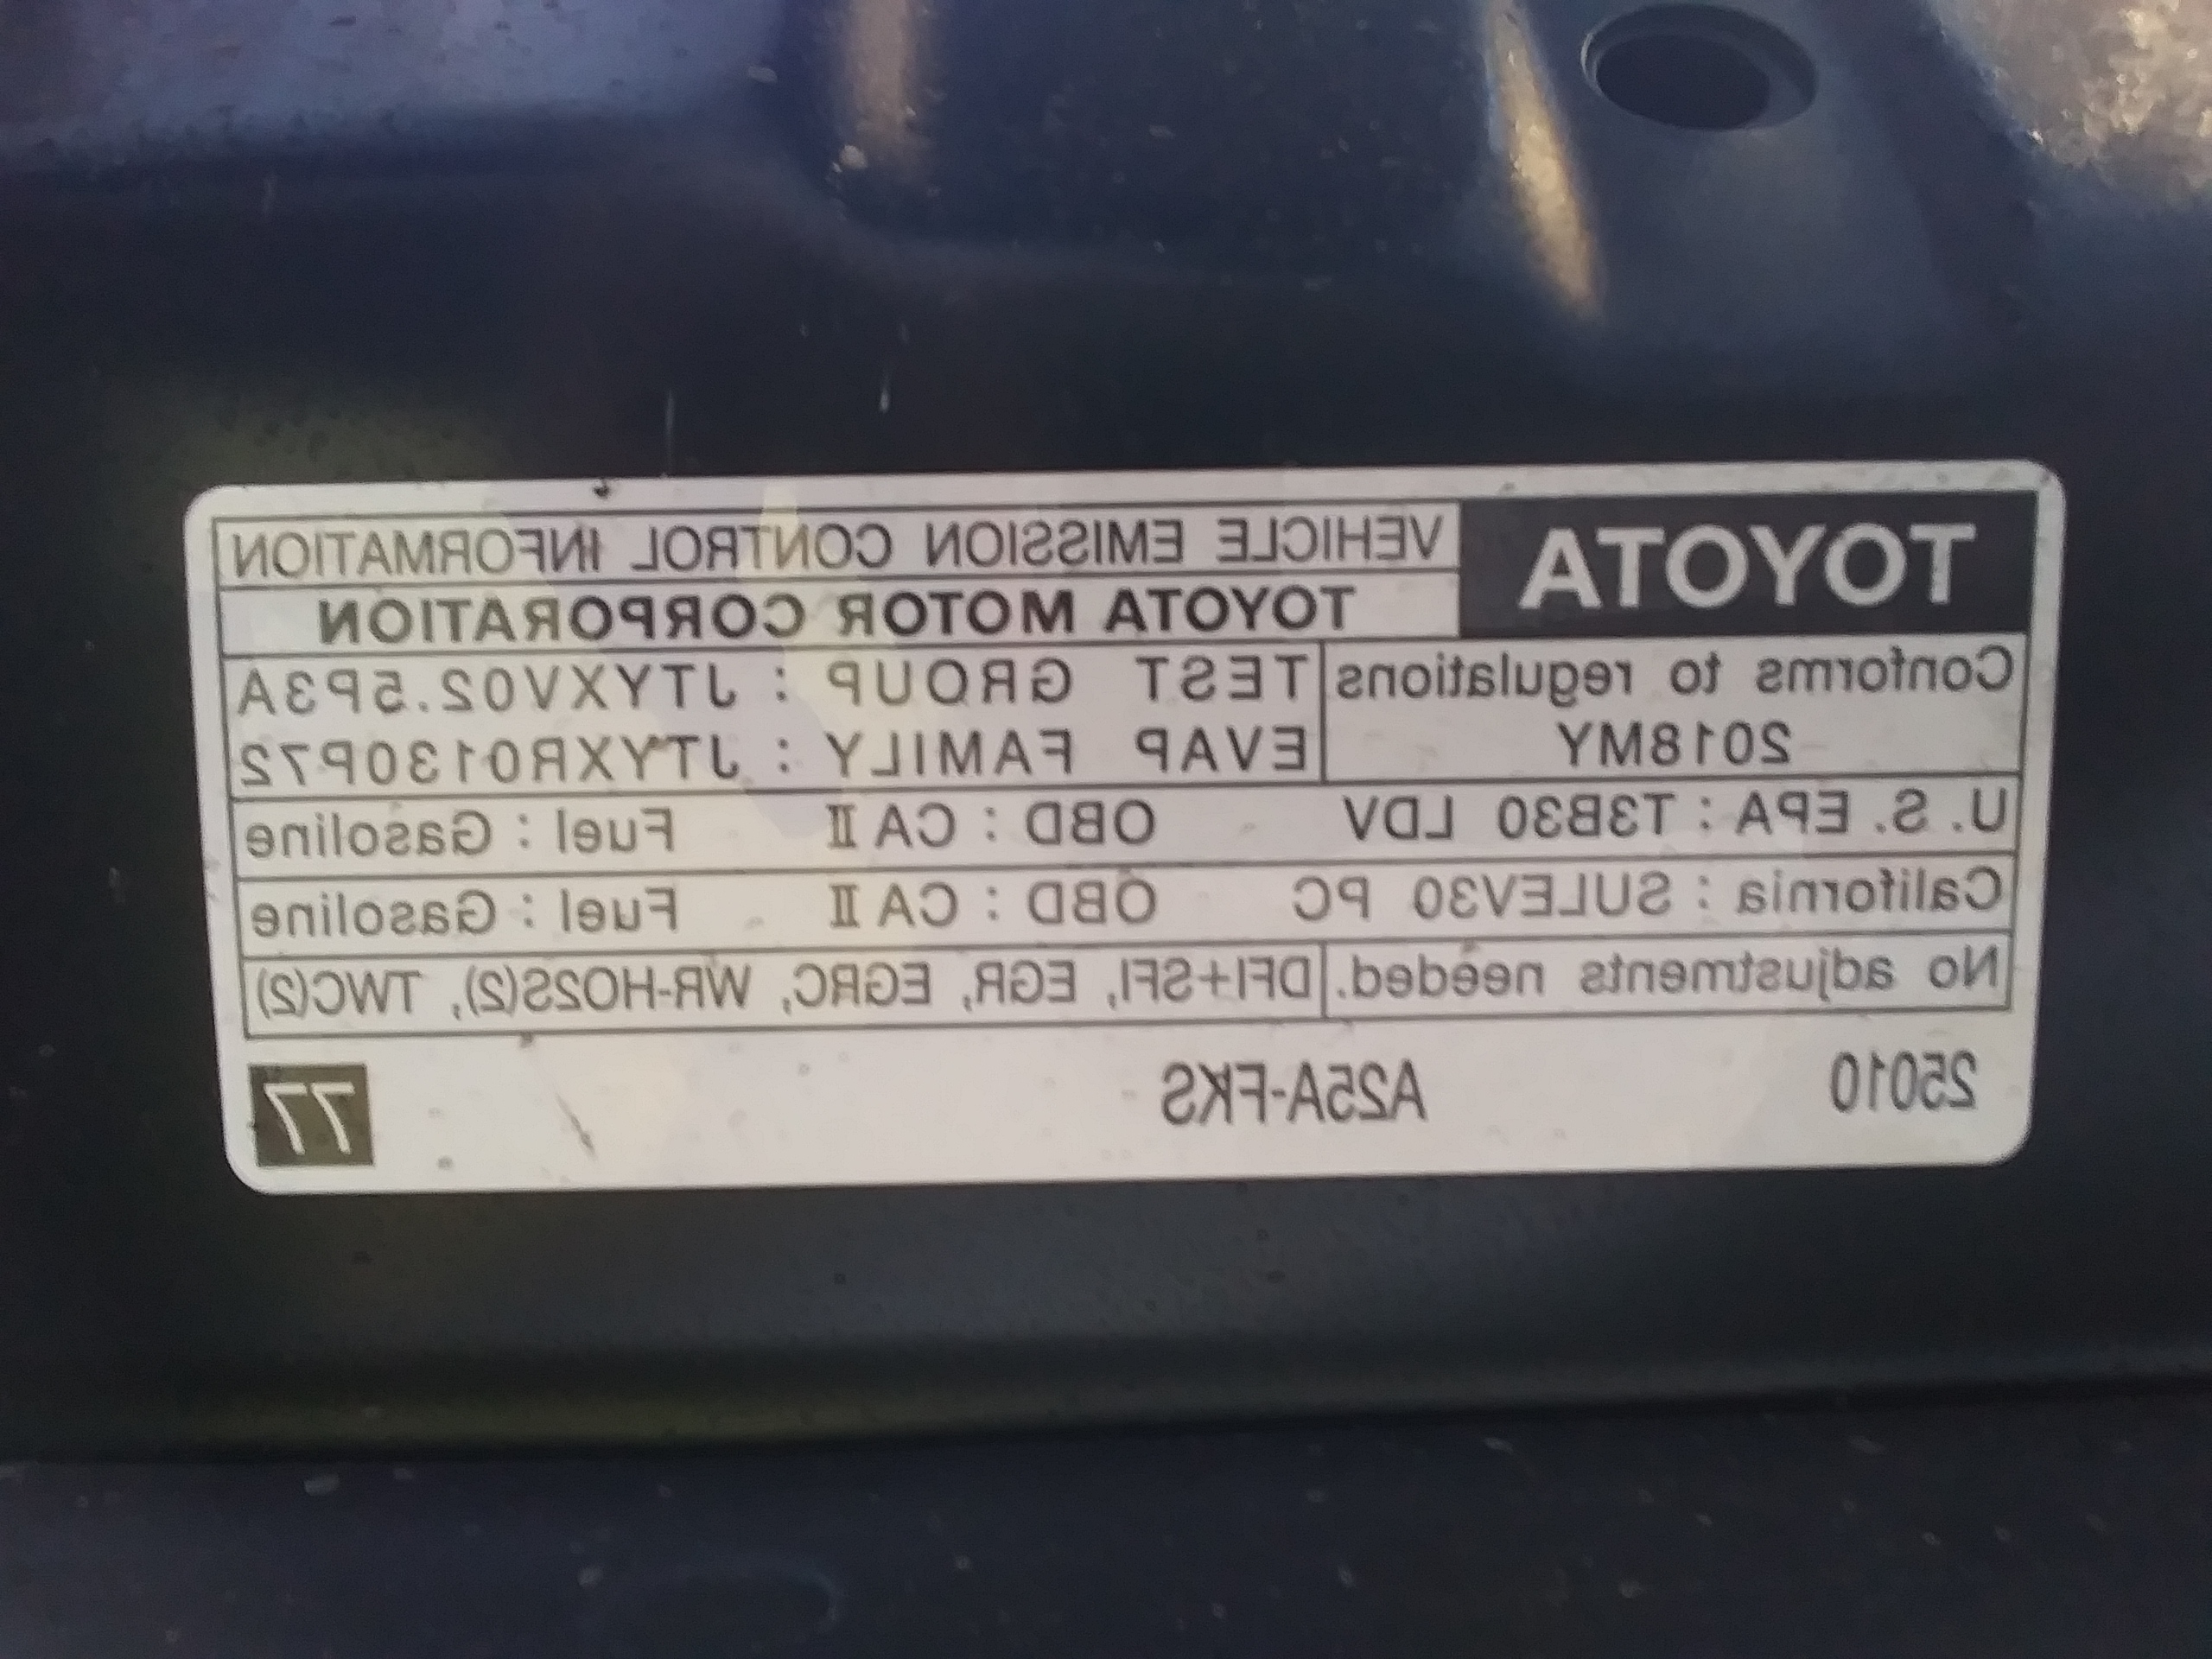 TOYOTA
VEHICLE EMISSION CONTROL INFORMATION
TOYOTA MOTOR CORPORATION
Conforms to regulations
2018MY
TEST GROUP : JTYXV02.5P3A
EVAP FAMILY : JTYXR0130P72
U. S. EPA : T3B30 LDV OBD : CA II Fuel : Gasoline
California : SULEV30 PC OBD : CA II Fuel : Gasoline
No adjustments needed. DFI+SFI, EGR, EGRC, WR-HO2S(2), TWC(2)
25010 A25A-FKS 77